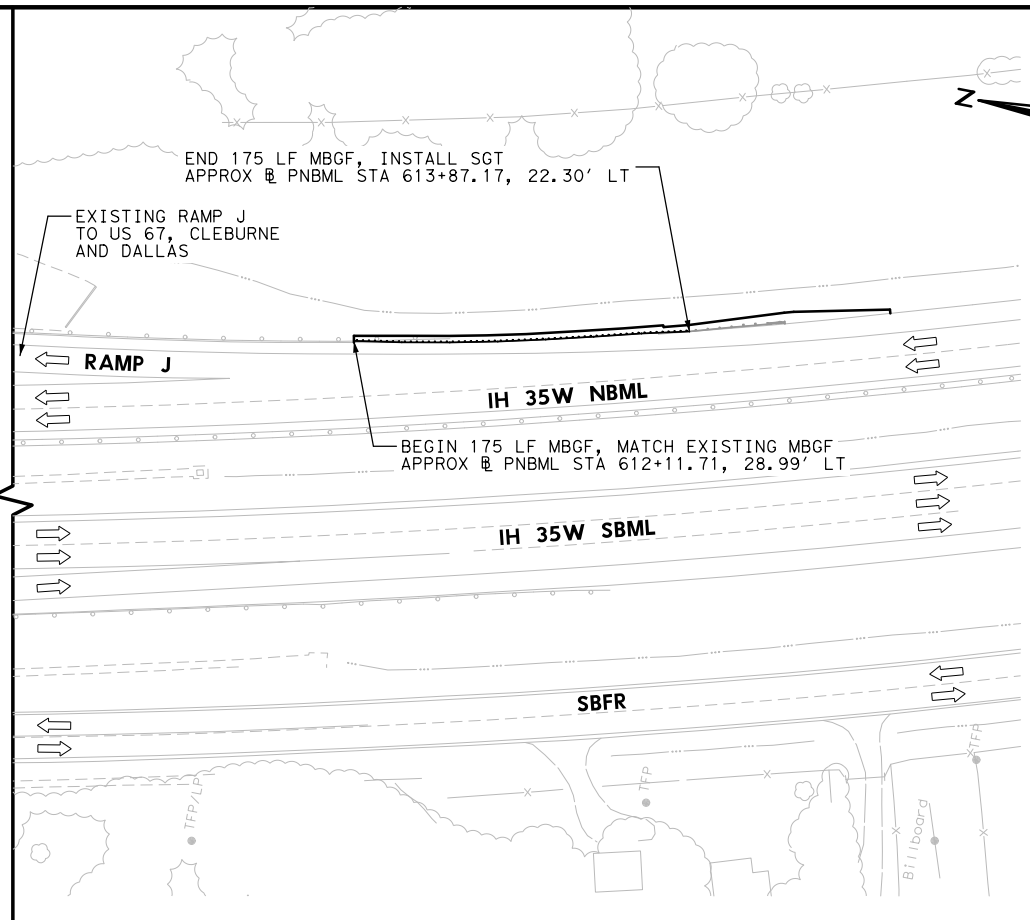 Z
END 175 LF MBGF, INSTALL SGT
APPROX ⅊ PNBML STA 613+87.17, 22.30' LT
EXISTING RAMP J
TO US 67, CLEBURNE
AND DALLAS
RAMP J
IH 35W NBML
BEGIN 175 LF MBGF, MATCH EXISTING MBGF
APPROX ⅊ PNBML STA 612+11.71, 28.99' LT
IH 35W SBML
SBFR
TFP
TFP
TFP/LP
Billboard